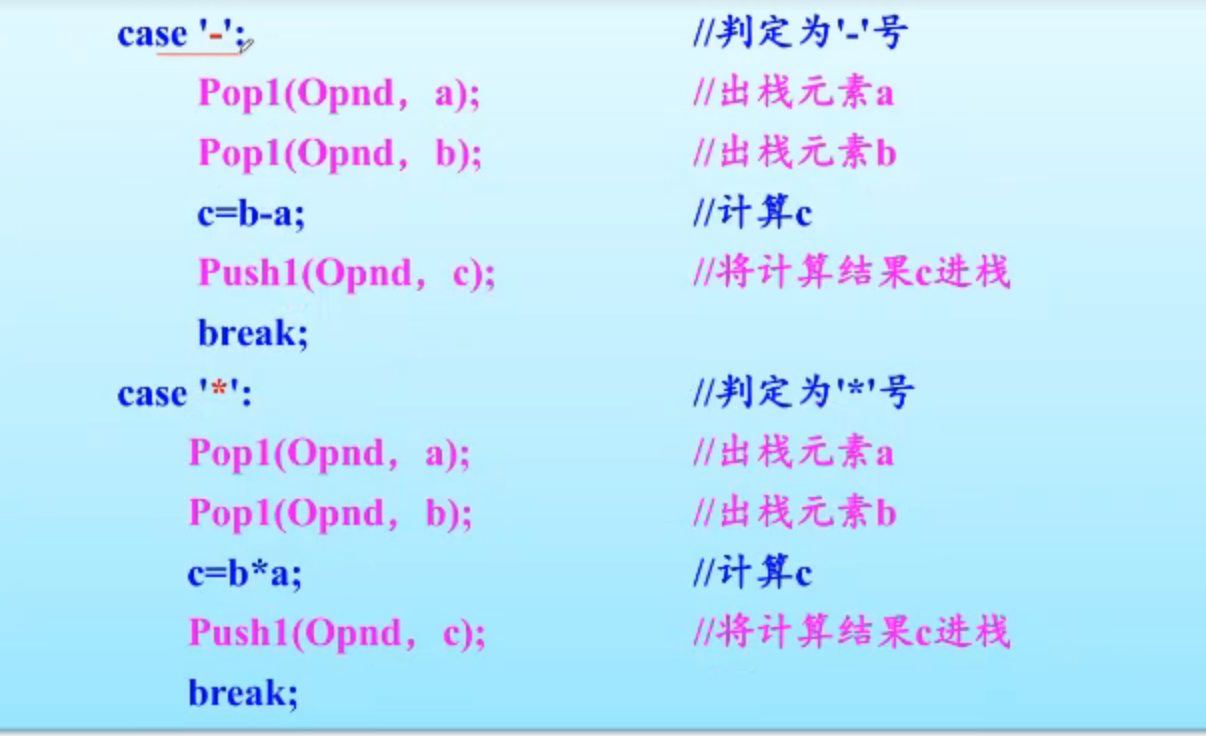 case '-': //判定为'-'号
Pop1(Opnd，a); //出栈元素a
Pop1(Opnd，b); //出栈元素b
c=b-a; //计算c
Push1(Opnd，c); //将计算结果c进栈
break;
case '*': //判定为'*'号
Pop1(Opnd，a); //出栈元素a
Pop1(Opnd，b); //出栈元素b
c=b*a; //计算c
Push1(Opnd，c); //将计算结果c进栈
break;